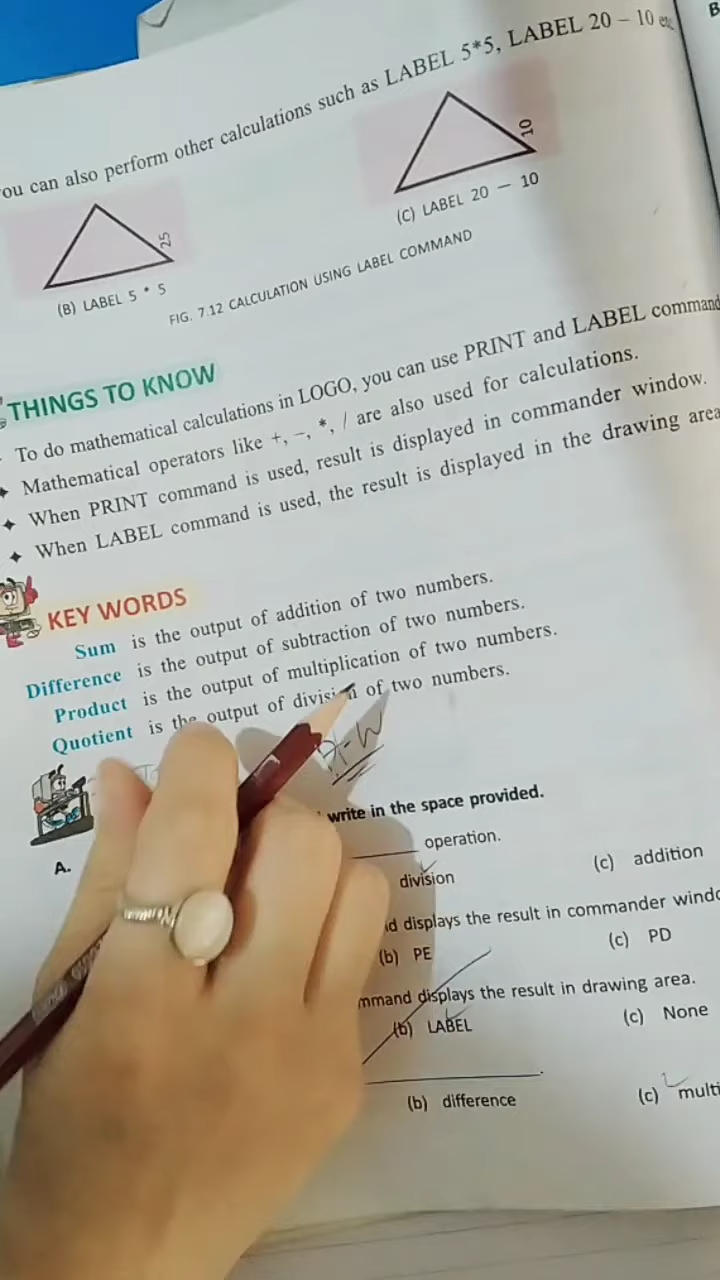 ou can also perform other calculations such as LABEL 5*5, LABEL 20 – 10 etc
25
10
(B) LABEL 5 * 5
(C) LABEL 20 – 10
FIG. 7.12 CALCULATION USING LABEL COMMAND
THINGS TO KNOW
To do mathematical calculations in LOGO, you can use PRINT and LABEL command
Mathematical operators like +, –, *, / are also used for calculations.
When PRINT command is used, result is displayed in commander window.
When LABEL command is used, the result is displayed in the drawing area
KEY WORDS
Sum is the output of addition of two numbers.
Difference is the output of subtraction of two numbers.
Product is the output of multiplication of two numbers.
Quotient is the output of division of two numbers.
H-W
write in the space provided.
A.
operation.
division (c) addition
d displays the result in commander windo
(b) PE (c) PD
mmand displays the result in drawing area.
(b) LABEL (c) None
(b) difference (c) multi